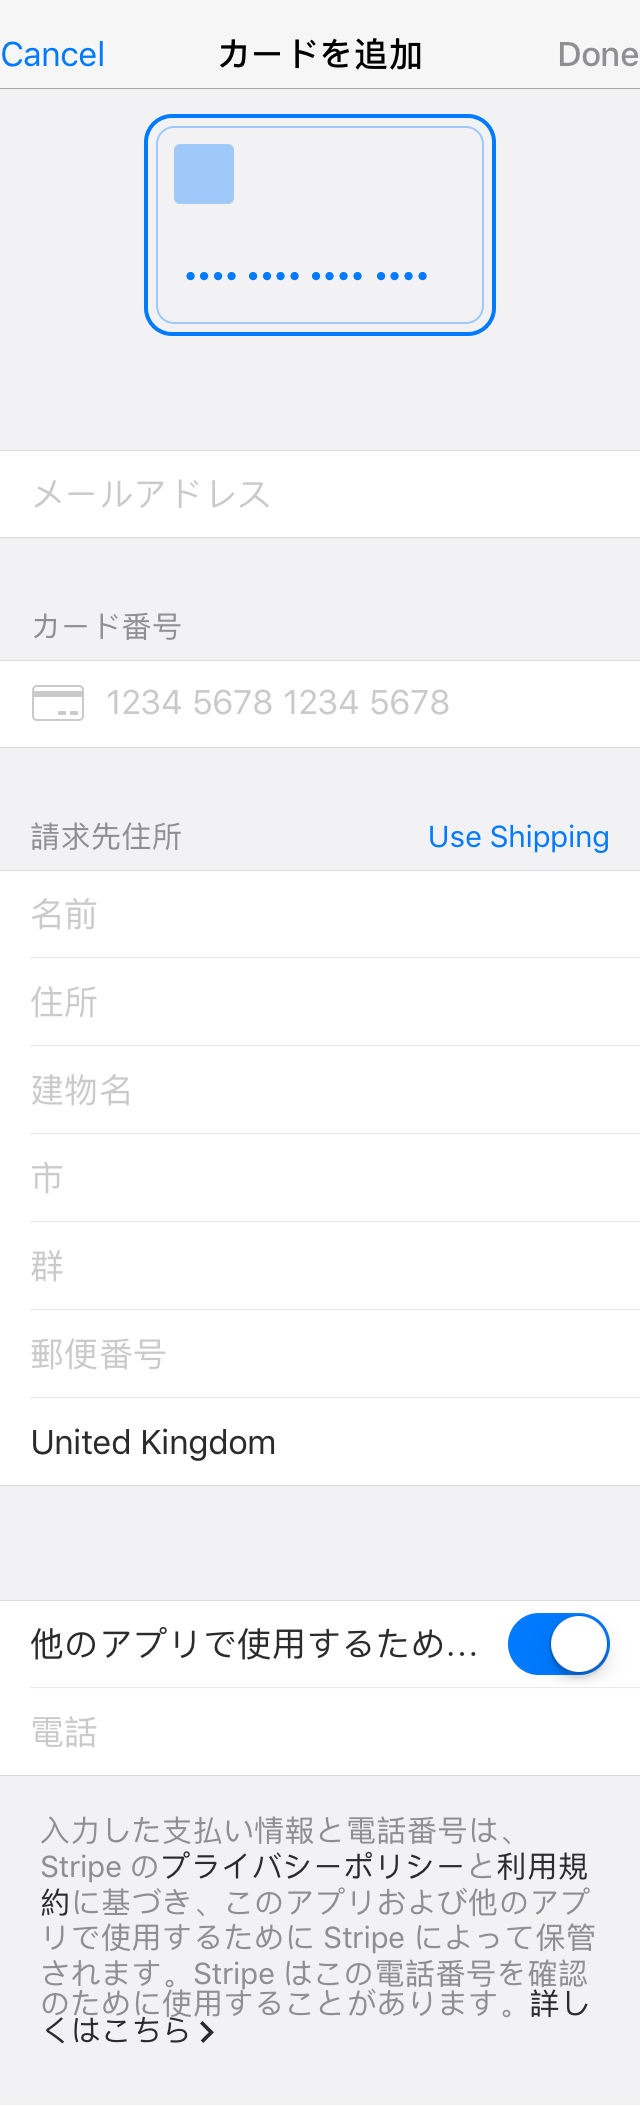 Cancel カードを追加 Done
メールアドレス
カード番号
1234 5678 1234 5678
請求先住所 Use Shipping
名前
住所
建物名
市
群
郵便番号
United Kingdom
他のアプリで使用するため...
電話
入力した支払い情報と電話番号は、
Stripe のプライバシーポリシーと利用規
約に基づき、このアプリおよび他のアプ
リで使用するために Stripe によって保管
されます。Stripe はこの電話番号を確認
のために使用することがあります。詳し
くはこちら